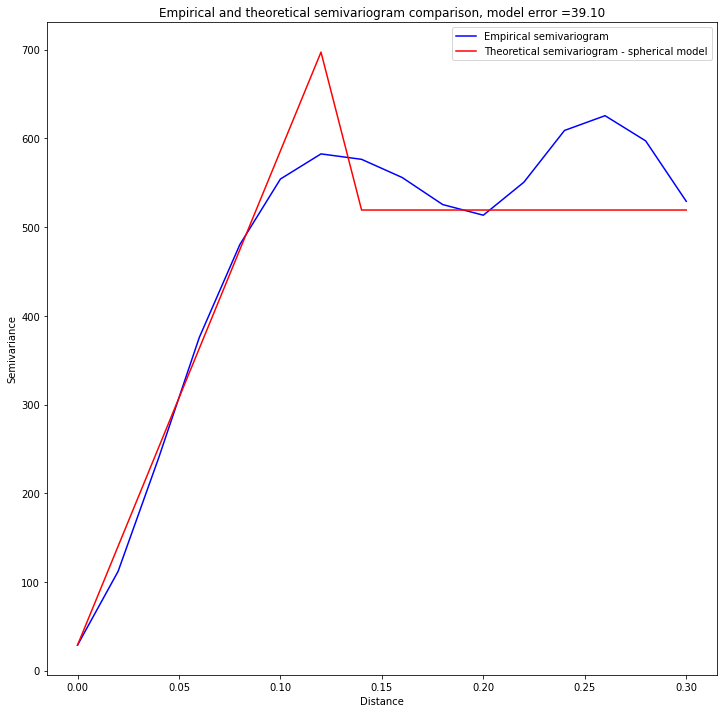 Empirical and theoretical semivariogram comparison, model error =39.10
Empirical semivariogram
Theoretical semivariogram - spherical model
700
600
500
400
300
200
100
0
Semivariance
0.00 0.05 0.10 0.15 0.20 0.25 0.30
Distance